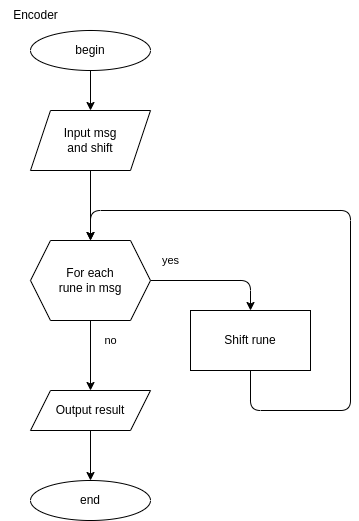 Encoder
begin
Input msg
and shift
For each
rune in msg
yes
no
Shift rune
Output result
end